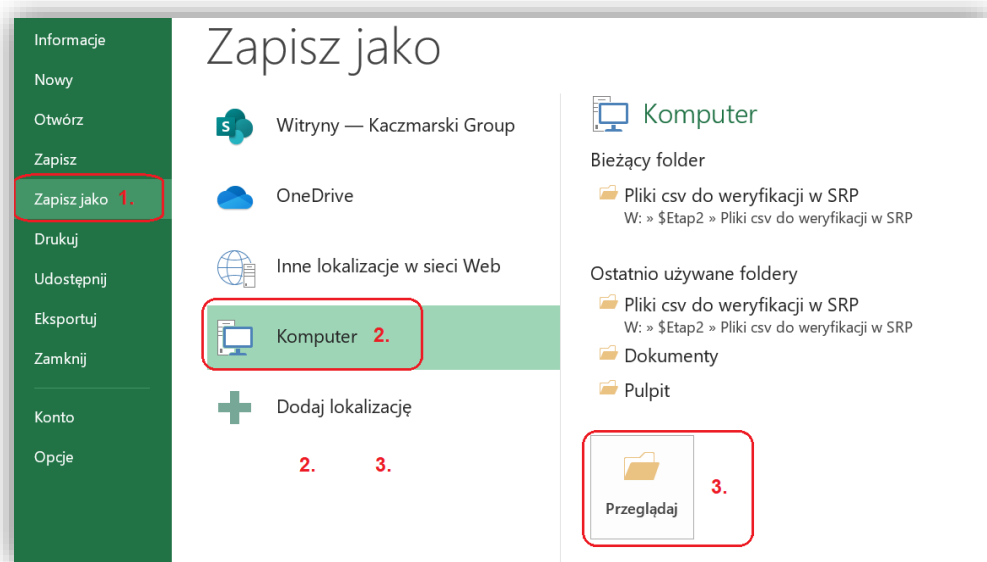 Informacje
Nowy
Otwórz
Zapisz
Zapisz jako 1.
Drukuj
Udostępnij
Eksportuj
Zamknij
Konto
Opcje
Zapisz jako
S
Witryny — Kaczmarski Group
OneDrive
Inne lokalizacje w sieci Web
Komputer 2.
Dodaj lokalizację
2. 3.
Komputer
Bieżący folder
Pliki csv do weryfikacji w SRP
W: » $Etap2 » Pliki csv do weryfikacji w SRP
Ostatnio używane foldery
Pliki csv do weryfikacji w SRP
W: » $Etap2 » Pliki csv do weryfikacji w SRP
Dokumenty
Pulpit
Przeglądaj
3.